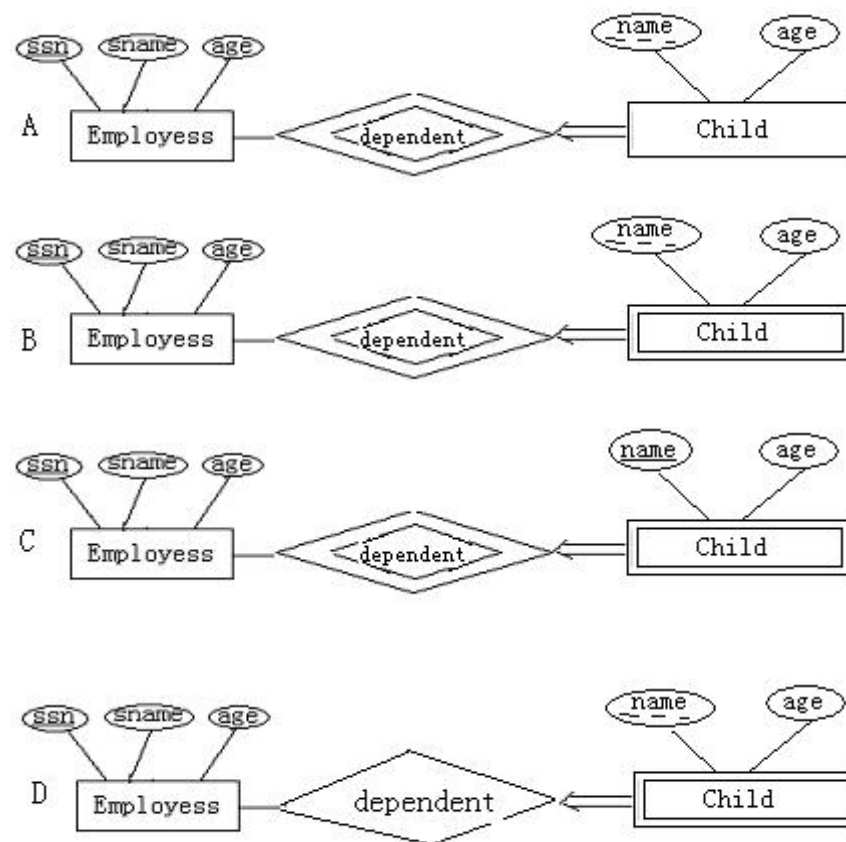 ssn sname age name age
A Employess dependent Child
ssn sname age name age
B Employess dependent Child
ssn sname age name age
C Employess dependent Child
ssn sname age name age
D Employess dependent Child